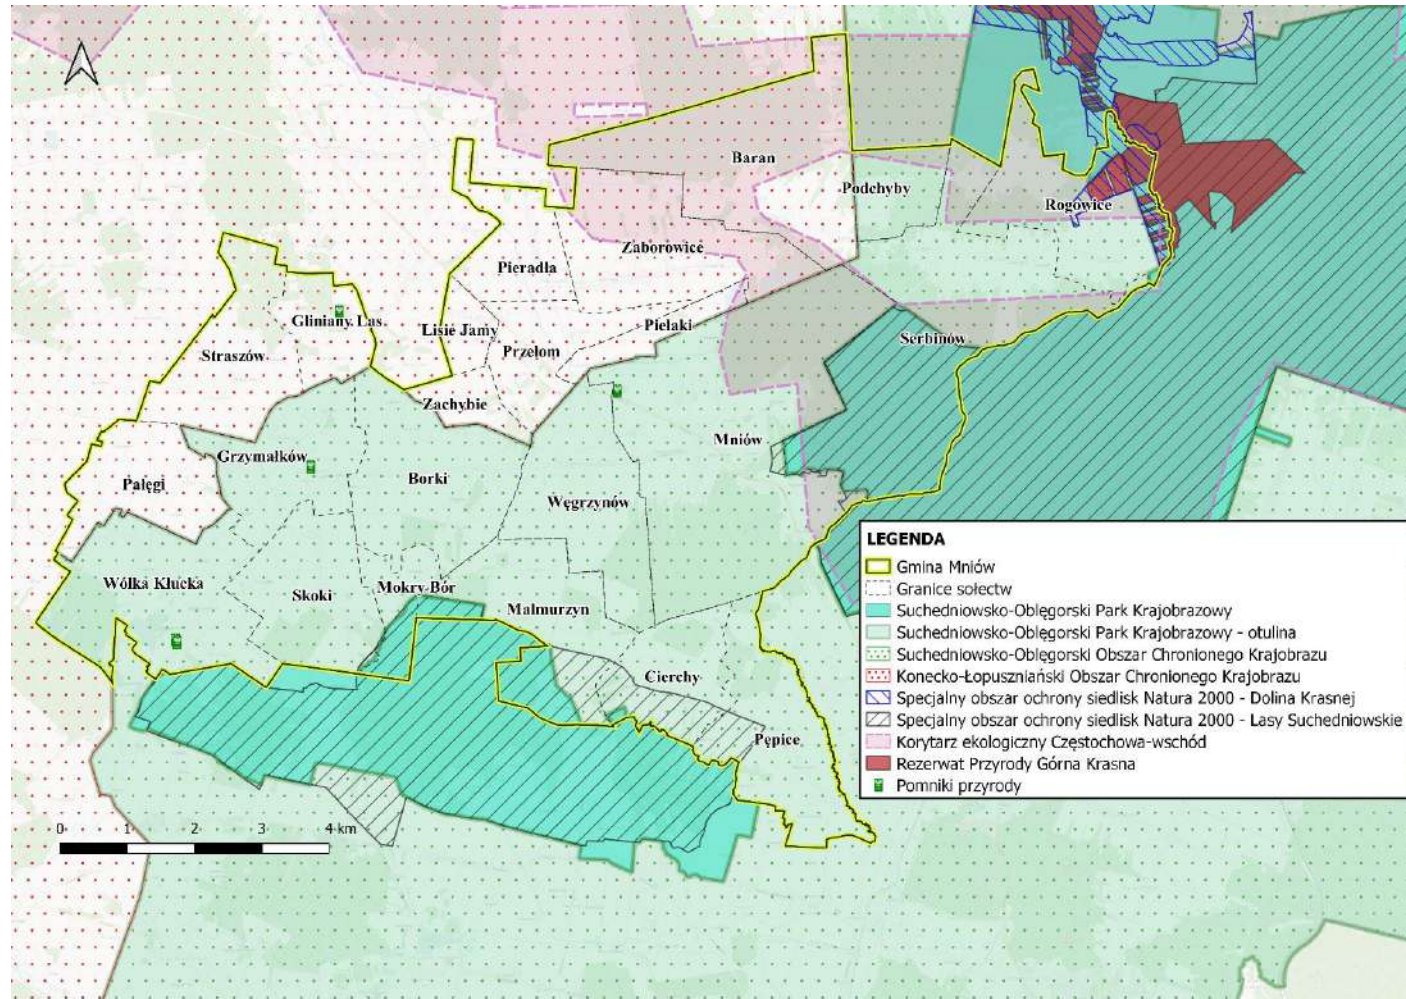 Baran
Podchyby
Rogowice
Zaborowice
Pieradła
Gliniany Las
Lisie Jamy
Pielaki
Straszów
Przełom
Serbinów
Zachybie
Mniów
Grzymałków
Pałęgi
Borki
Węgrzynów
Wólka Kłucka
Skoki
Mokry Bór
Malmurzyn
Cierchy
Pępice
LEGENDA
Gmina Mniów
Granice sołectw
Suchedniowsko-Oblęgorski Park Krajobrazowy
Suchedniowsko-Oblęgorski Park Krajobrazowy - otulina
Suchedniowsko-Oblęgorski Obszar Chronionego Krajobrazu
Konecko-Łopuszniański Obszar Chronionego Krajobrazu
Specjalny obszar ochrony siedlisk Natura 2000 - Dolina Krasnej
Specjalny obszar ochrony siedlisk Natura 2000 - Lasy Suchedniowskie
Korytarz ekologiczny Częstochowa-wschód
Rezerwat Przyrody Górna Krasna
Pomniki przyrody
0 1 2 3 4 km